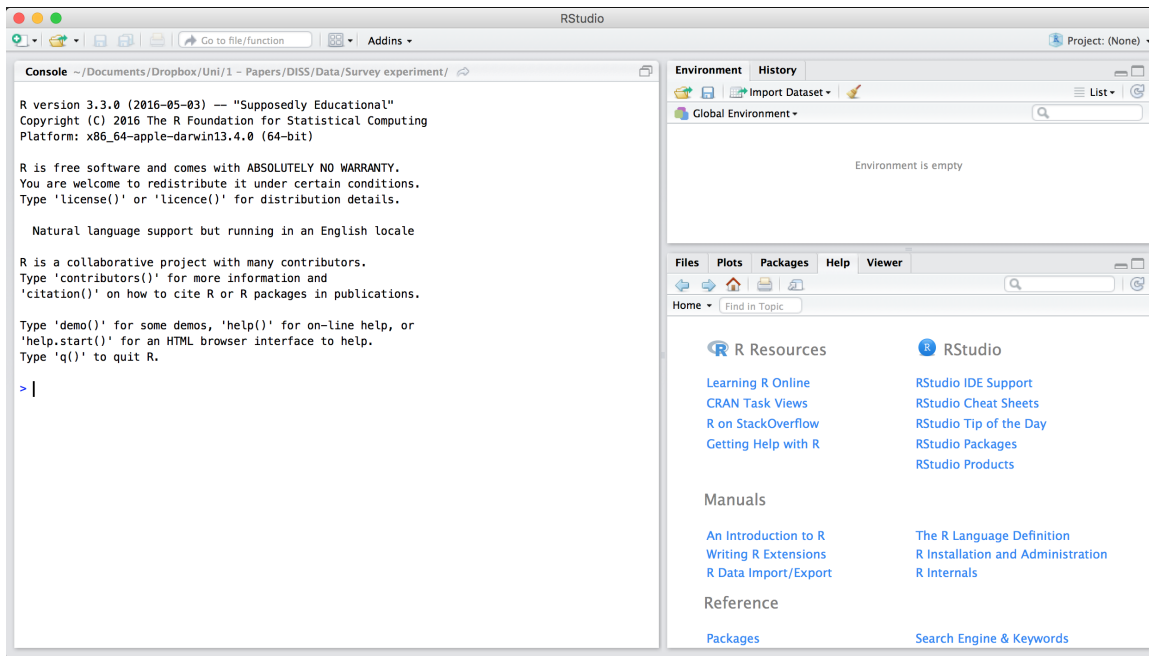 RStudio
Go to file/function
Addins
Project: (None)
Console ~/Documents/Dropbox/Uni/1 - Papers/DISS/Data/Survey experiment/
R version 3.3.0 (2016-05-03) -- "Supposedly Educational"
Copyright (C) 2016 The R Foundation for Statistical Computing
Platform: x86_64-apple-darwin13.4.0 (64-bit)
R is free software and comes with ABSOLUTELY NO WARRANTY.
You are welcome to redistribute it under certain conditions.
Type 'license()' or 'licence()' for distribution details.
Natural language support but running in an English locale
R is a collaborative project with many contributors.
Type 'contributors()' for more information and
'citation()' on how to cite R or R packages in publications.
Type 'demo()' for some demos, 'help()' for on-line help, or
'help.start()' for an HTML browser interface to help.
Type 'q()' to quit R.
>
Environment History
Import Dataset List
Global Environment
Environment is empty
Files Plots Packages Help Viewer
Home Find in Topic
R Resources
Learning R Online
CRAN Task Views
R on StackOverflow
Getting Help with R
RStudio
RStudio IDE Support
RStudio Cheat Sheets
RStudio Tip of the Day
RStudio Packages
RStudio Products
Manuals
An Introduction to R
Writing R Extensions
R Data Import/Export
The R Language Definition
R Installation and Administration
R Internals
Reference
Packages
Search Engine & Keywords